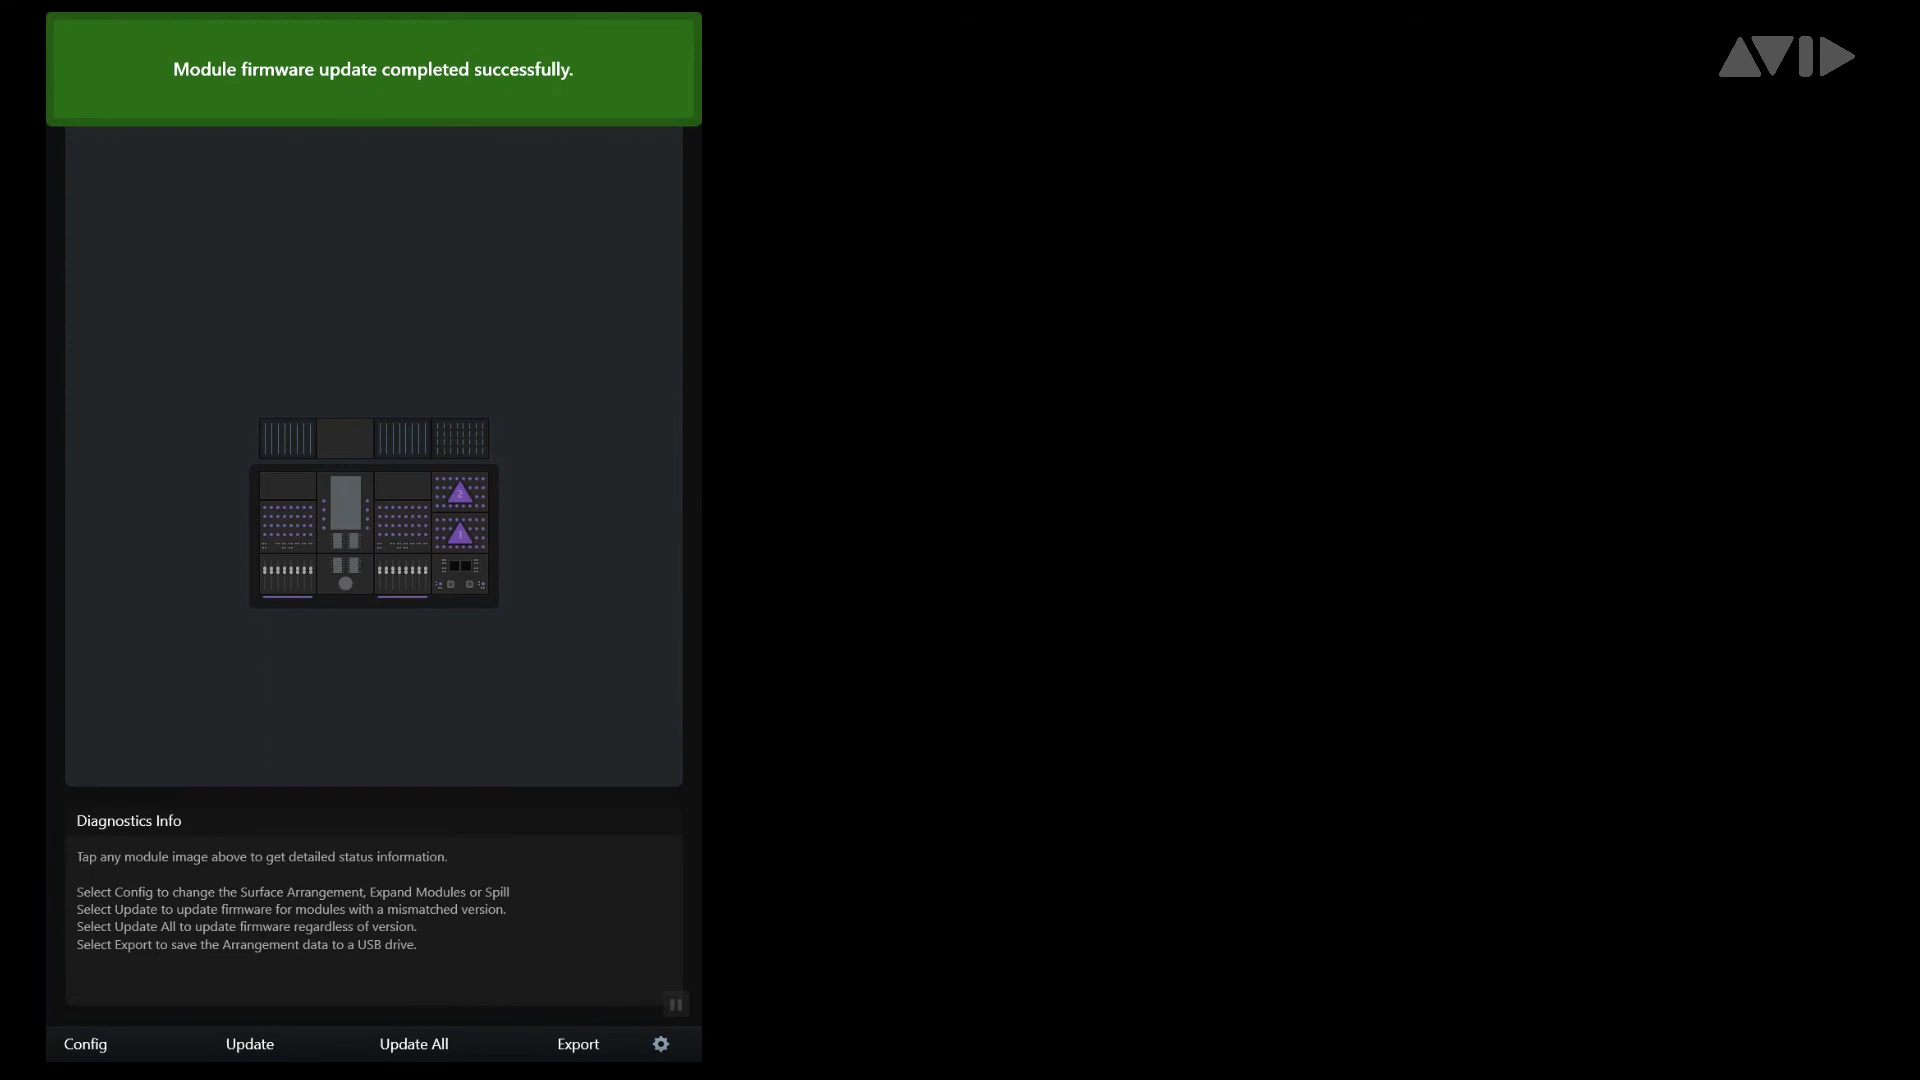 Module firmware update completed successfully.
AVID
2
1
Diagnostics Info
Tap any module image above to get detailed status information.
Select Config to change the Surface Arrangement, Expand Modules or Spill
Select Update to update firmware for modules with a mismatched version.
Select Update All to update firmware regardless of version.
Select Export to save the Arrangement data to a USB drive.
Config
Update
Update All
Export